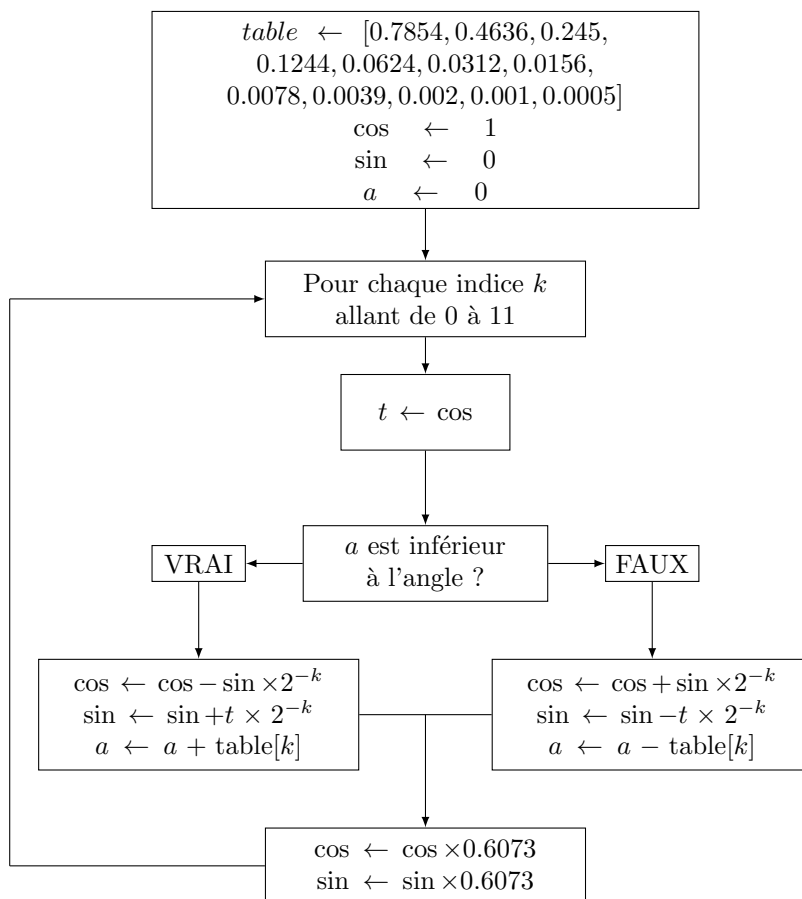 table ← [0.7854, 0.4636, 0.245,
0.1244, 0.0624, 0.0312, 0.0156,
0.0078, 0.0039, 0.002, 0.001, 0.0005]
cos ← 1
sin ← 0
a ← 0
Pour chaque indice k
allant de 0 à 11
t ← cos
a est inférieur
à l'angle ?
VRAI
FAUX
cos ← cos − sin ×2⁻ᵏ
sin ← sin +t × 2⁻ᵏ
a ← a + table[k]
cos ← cos + sin ×2⁻ᵏ
sin ← sin −t × 2⁻ᵏ
a ← a − table[k]
cos ← cos ×0.6073
sin ← sin ×0.6073